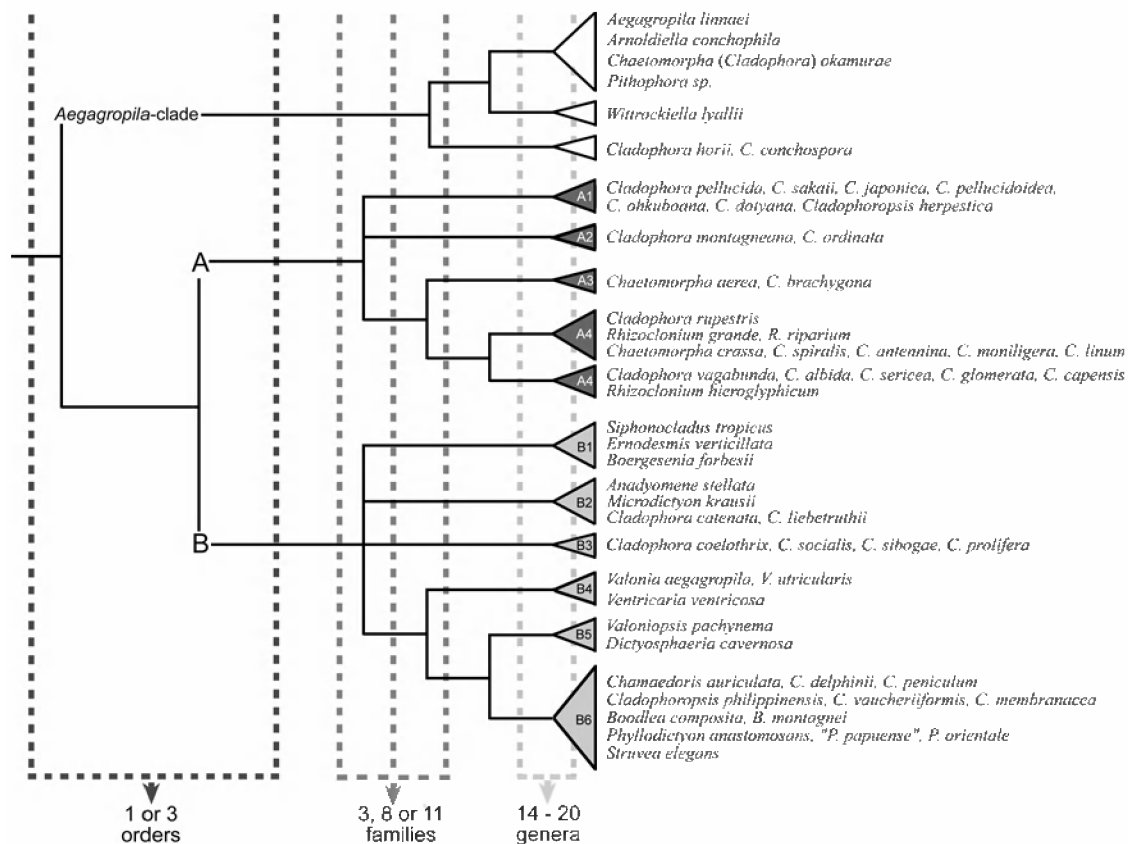 Aegagropila linnaei
Arnoldiella conchophila
Chaetomorpha (Cladophora) okamurae
Pithophora sp.
Aegagropila-clade
Wittrockiella lyallii
Cladophora horii, C. conchospora
A1
Cladophora pellucida, C. sakaii, C. japonica, C. pellucidoidea,
C. ohkuboana, C. dotyana, Cladophoropsis herpestica
A2
Cladophora montagneana, C. ordinata
A
A3
Chaetomorpha aerea, C. brachygona
A4
Cladophora rupestris
Rhizoclonium grande, R. riparium
Chaetomorpha crassa, C. spiralis, C. antennina, C. moniligera, C. linum
A4
Cladophora vagabunda, C. albida, C. sericea, C. glomerata, C. capensis
Rhizoclonium hieroglyphicum
B1
Siphonocladus tropicus
Ernodesmis verticillata
Boergesenia forbesii
B2
Anadyomene stellata
Microdictyon krausii
Cladophora catenata, C. liebetruthii
B
B3
Cladophora coelothrix, C. socialis, C. sibogae, C. prolifera
B4
Valonia aegagropila, V. utricularis
Ventricaria ventricosa
B5
Valoniopsis pachynema
Dictyosphaeria cavernosa
B6
Chamaedoris auriculata, C. delphinii, C. peniculum
Cladophoropsis philippinensis, C. vaucheriiformis, C. membranacea
Boodlea composita, B. montagnei
Phyllodictyon anastomosans, "P. papuense", P. orientale
Struvea elegans
1 or 3
orders
3, 8 or 11
families
14 - 20
genera